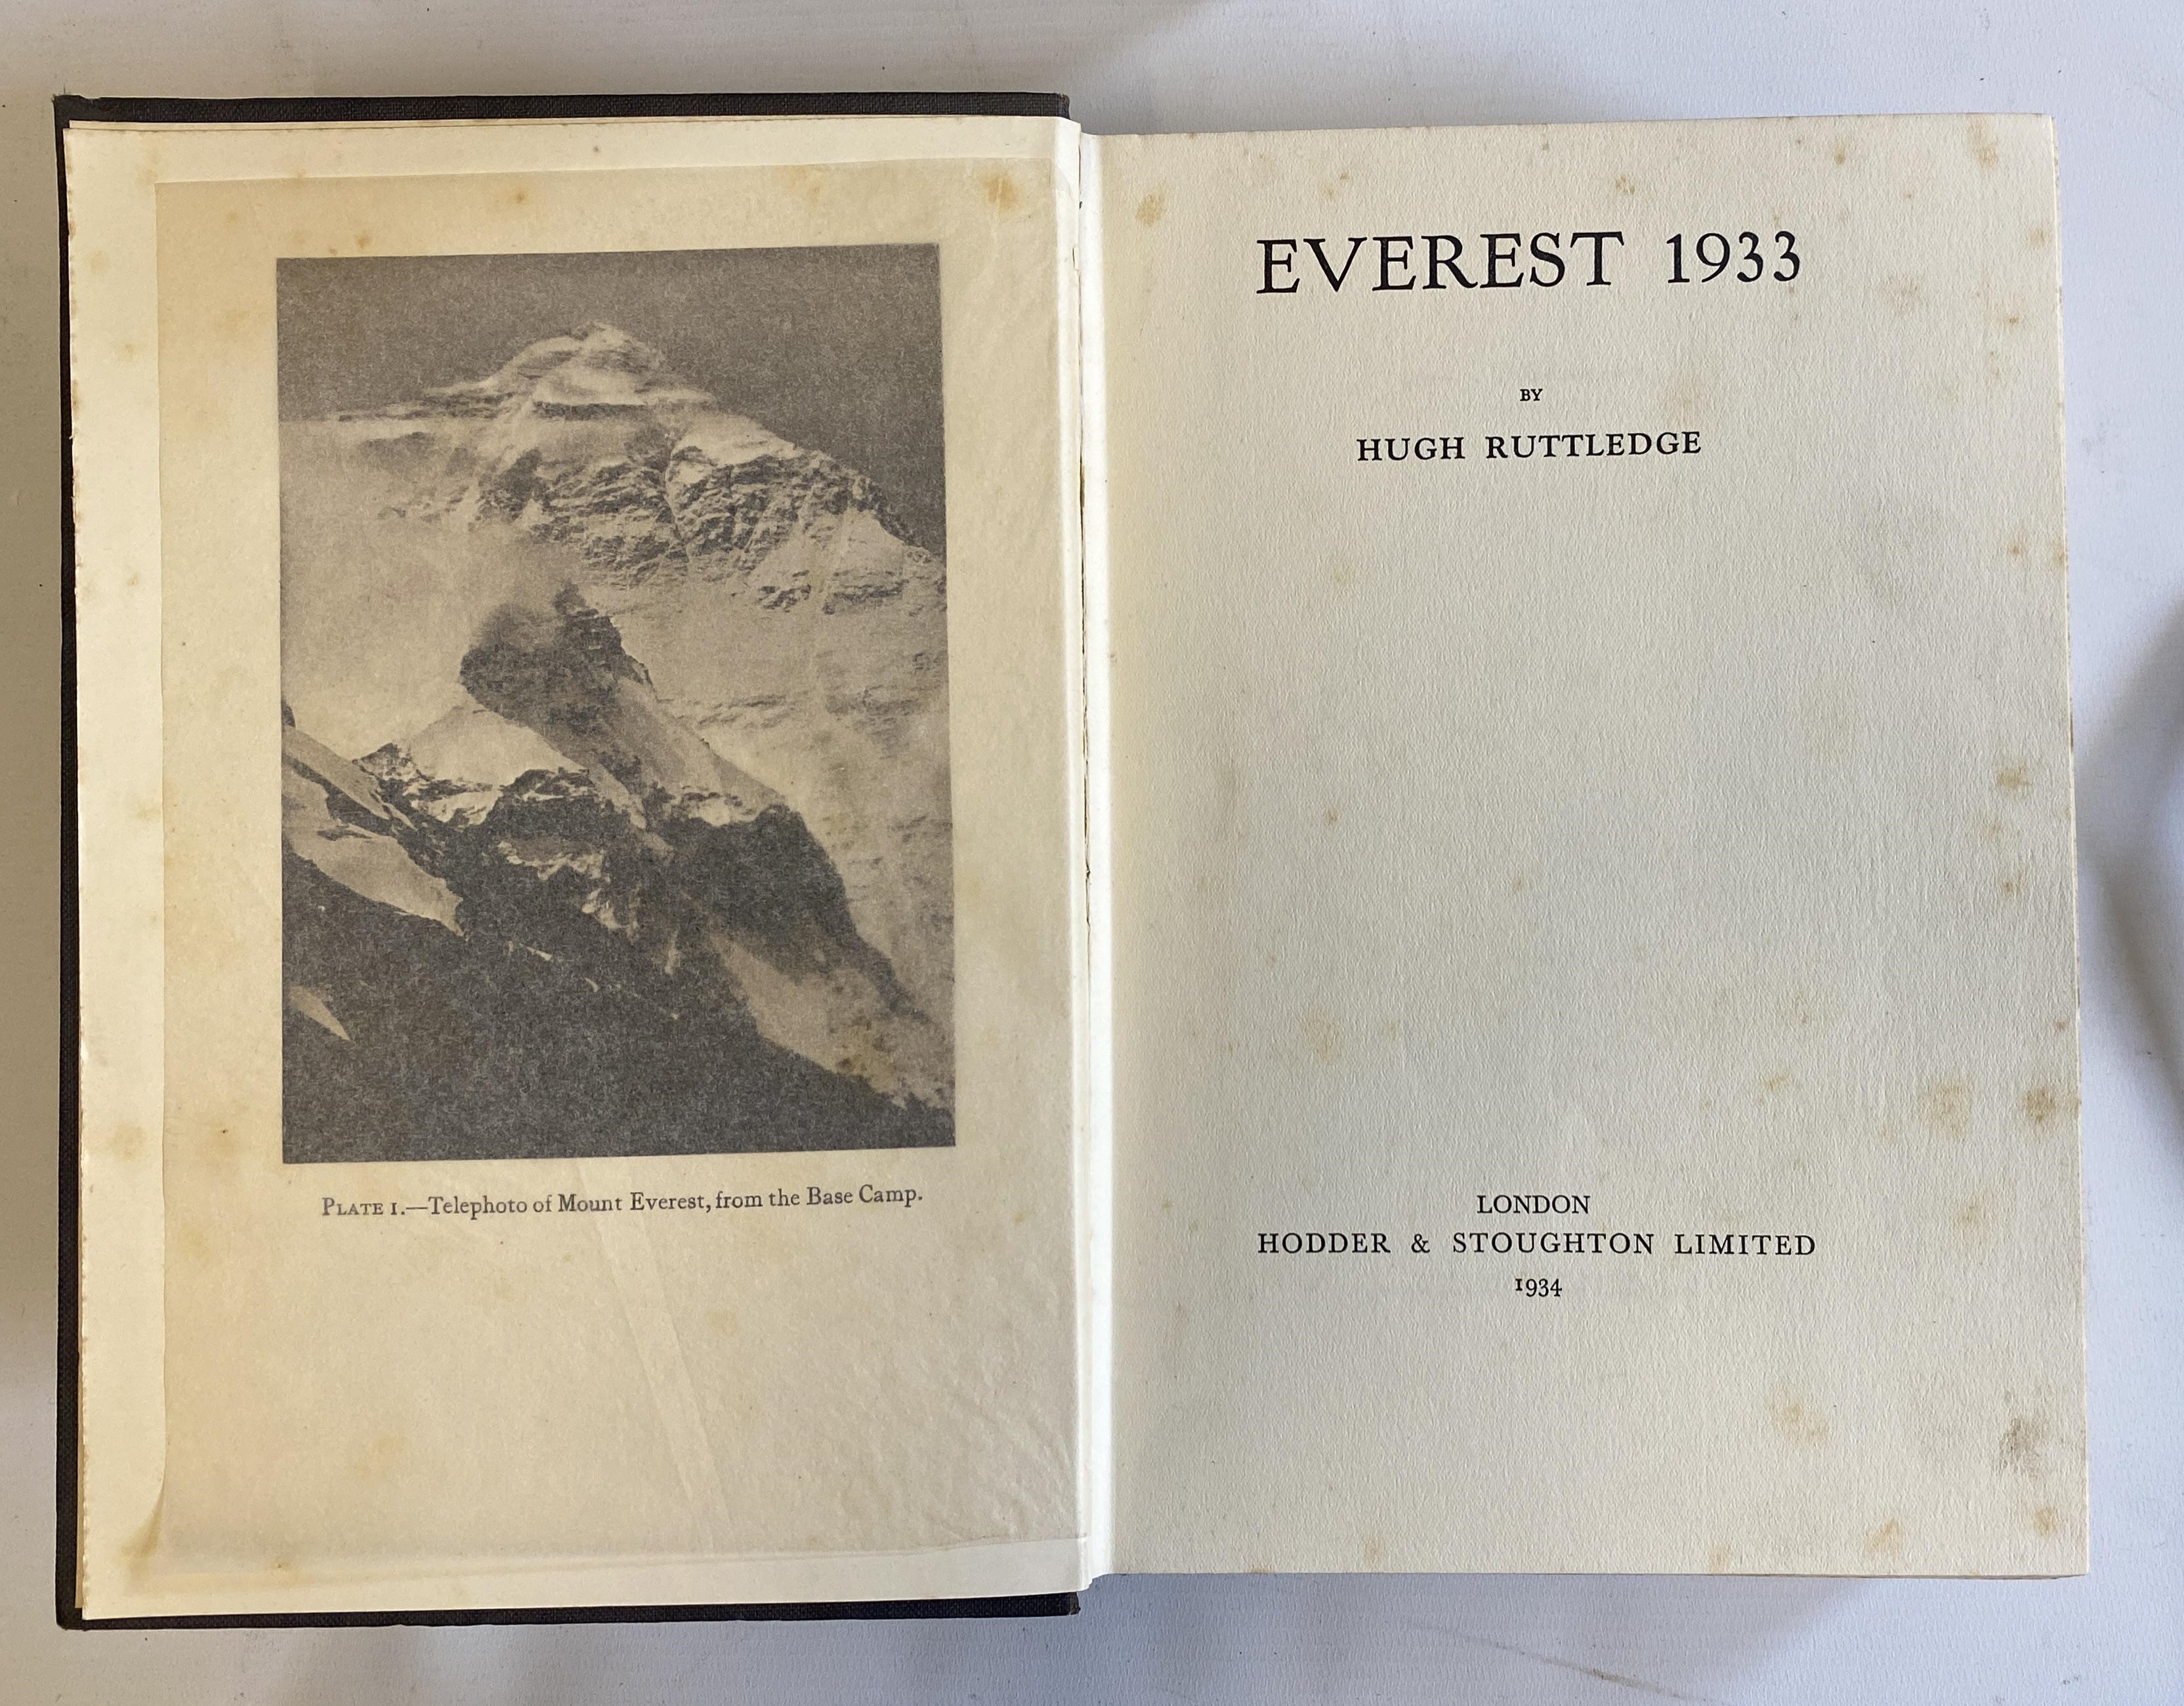 PLATE I.—Telephoto of Mount Everest, from the Base Camp.
EVEREST 1933
BY
HUGH RUTTLEDGE
LONDON
HODDER & STOUGHTON LIMITED
1934